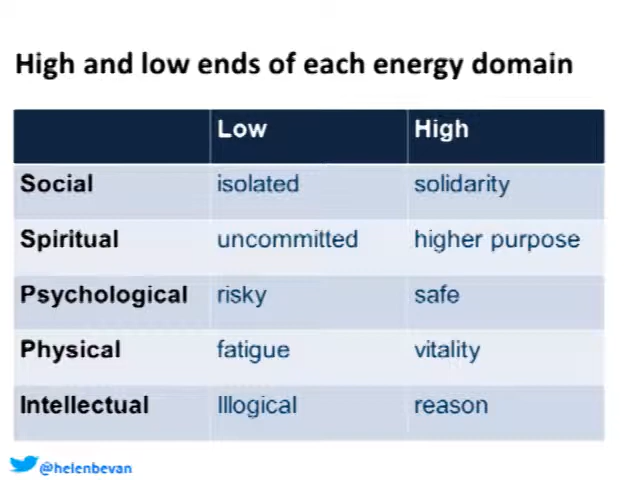 High and low ends of each energy domain
Low High
Social isolated solidarity
Spiritual uncommitted higher purpose
Psychological risky safe
Physical fatigue vitality
Intellectual Illogical reason
@helenbevan